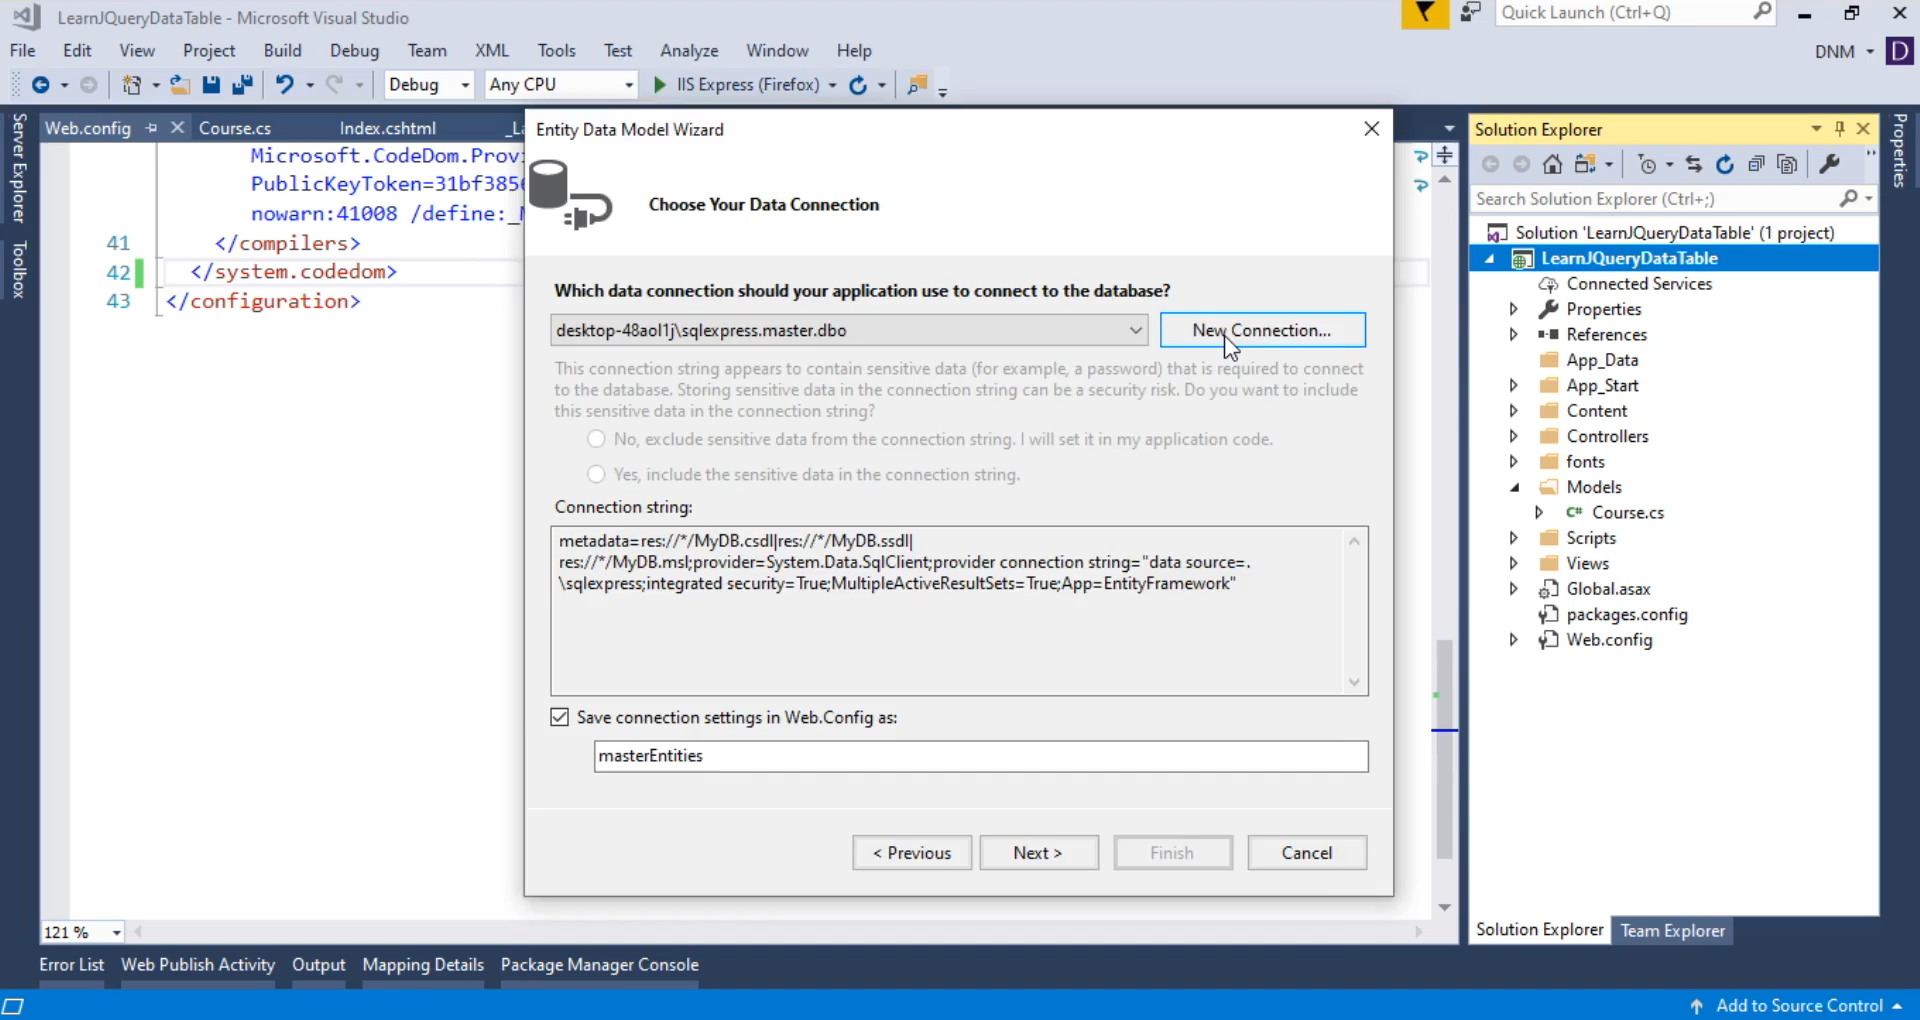 LearnJQueryDataTable - Microsoft Visual Studio
Quick Launch (Ctrl+Q)
File Edit View Project Build Debug Team XML Tools Test Analyze Window Help
DNM
D
Debug Any CPU IIS Express (Firefox)
Server Explorer
Toolbox
Web.config Course.cs Index.cshtml
Microsoft.CodeDom.Prov
PublicKeyToken=31bf385
nowarn:41008 /define:_
41 </compilers>
42 </system.codedom>
43 </configuration>
121 %
Entity Data Model Wizard
Choose Your Data Connection
Which data connection should your application use to connect to the database?
desktop-48aol1j\sqlexpress.master.dbo
New Connection...
This connection string appears to contain sensitive data (for example, a password) that is required to connect
to the database. Storing sensitive data in the connection string can be a security risk. Do you want to include
this sensitive data in the connection string?
No, exclude sensitive data from the connection string. I will set it in my application code.
Yes, include the sensitive data in the connection string.
Connection string:
metadata=res://*/MyDB.csdl|res://*/MyDB.ssdl|
res://*/MyDB.msl;provider=System.Data.SqlClient;provider connection string="data source=.
\sqlexpress;integrated security=True;MultipleActiveResultSets=True;App=EntityFramework"
Save connection settings in Web.Config as:
masterEntities
< Previous Next > Finish Cancel
Solution Explorer
Search Solution Explorer (Ctrl+;)
Solution 'LearnJQueryDataTable' (1 project)
LearnJQueryDataTable
Connected Services
Properties
References
App_Data
App_Start
Content
Controllers
fonts
Models
C# Course.cs
Scripts
Views
Global.asax
packages.config
Web.config
Solution Explorer Team Explorer
Properties
Error List Web Publish Activity Output Mapping Details Package Manager Console
Add to Source Control